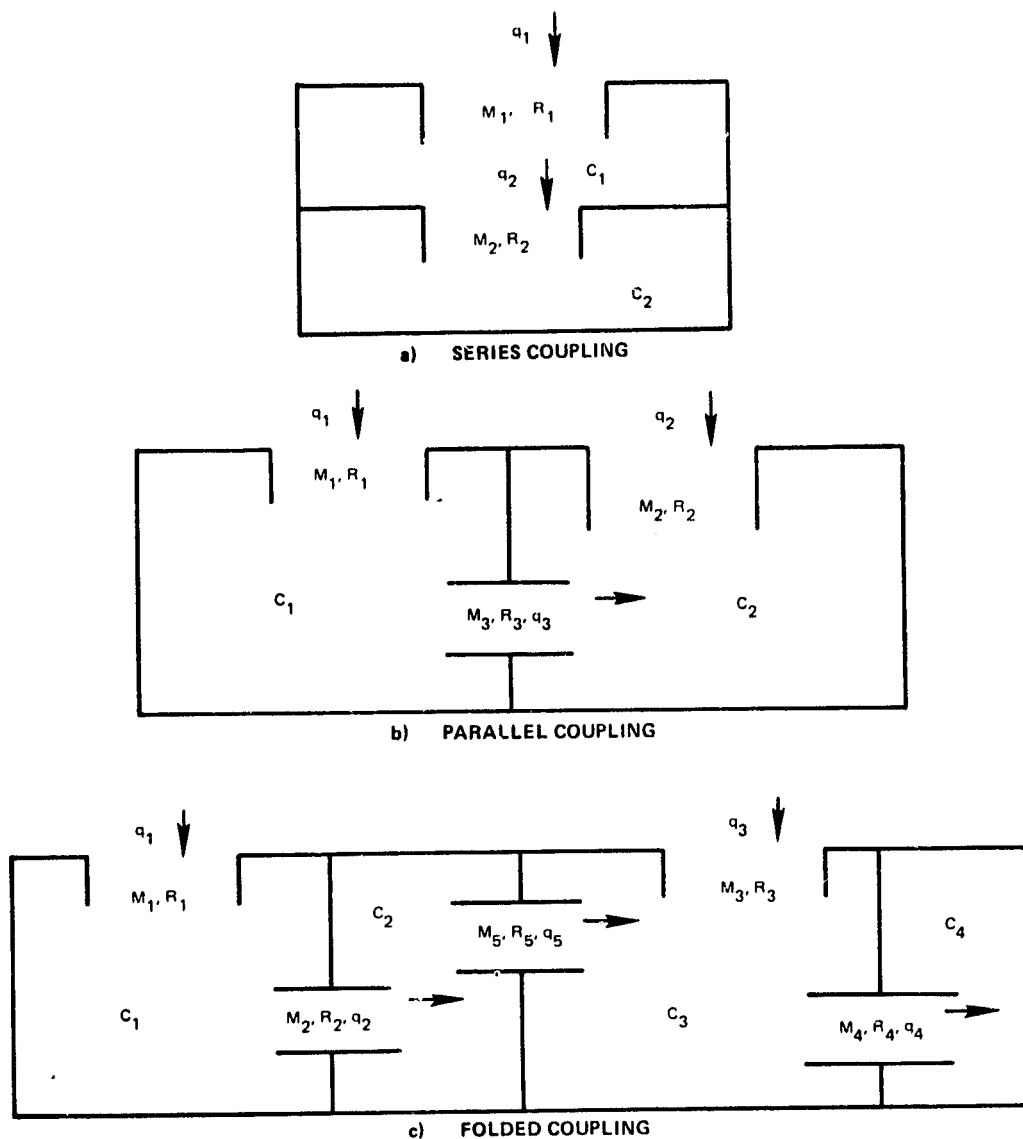 q1
M1, R1
q2 C1
M2, R2
C2
a) SERIES COUPLING
q1 q2
M1, R1
M2, R2
C1 C2
M3, R3, q3
b) PARALLEL COUPLING
q1 q3
M1, R1 M3, R3
C2 C4
M5, R5, q5
C1 M2, R2, q2 C3 M4, R4, q4
c) FOLDED COUPLING